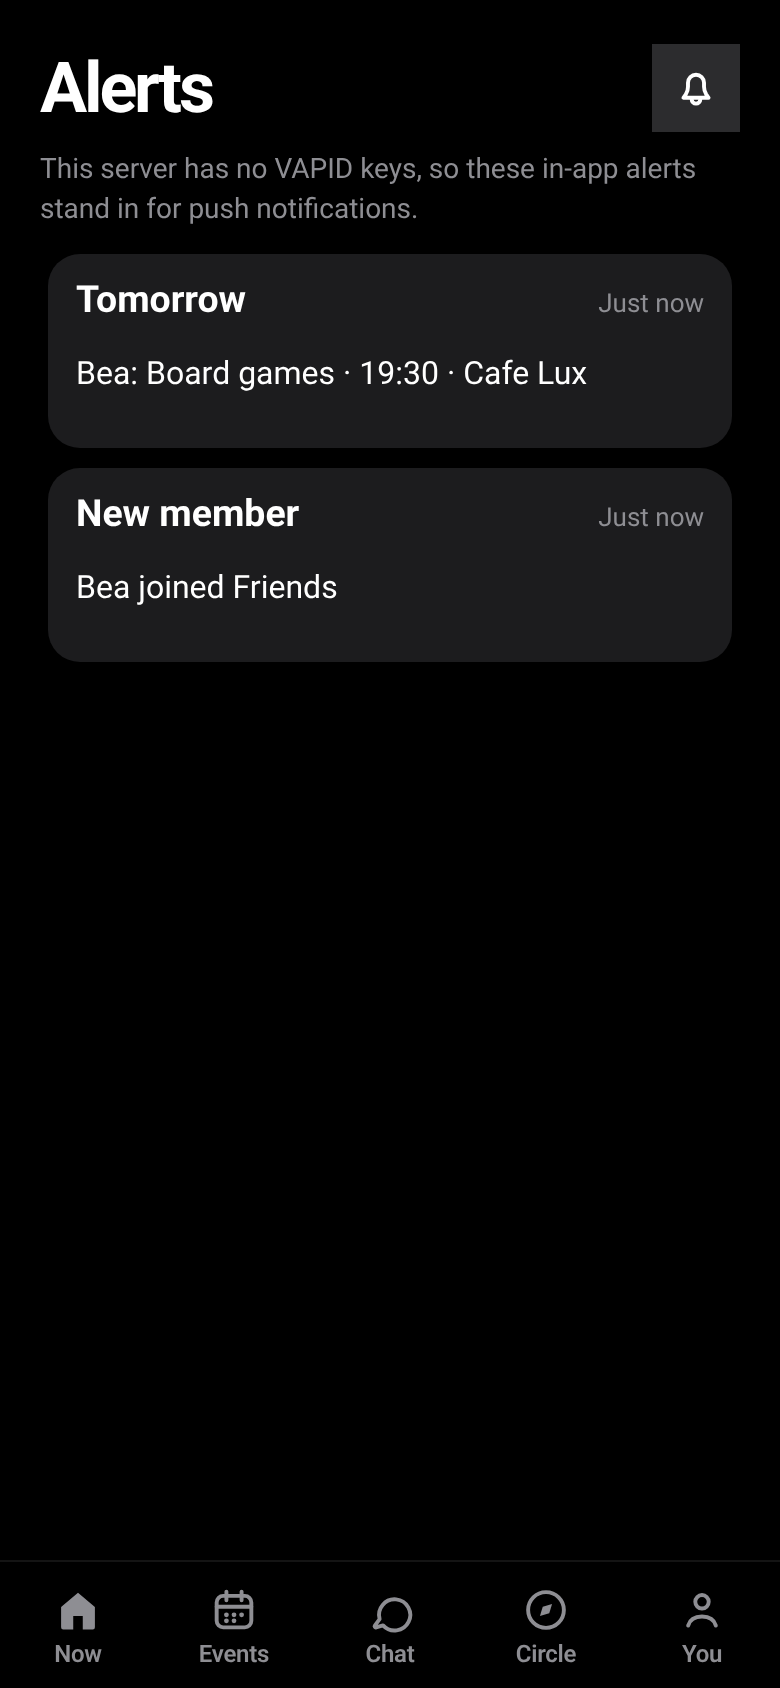 Alerts
This server has no VAPID keys, so these in-app alerts
stand in for push notifications.
Tomorrow
Just now
Bea: Board games · 19:30 · Cafe Lux
New member
Just now
Bea joined Friends
Now
Events
Chat
Circle
You